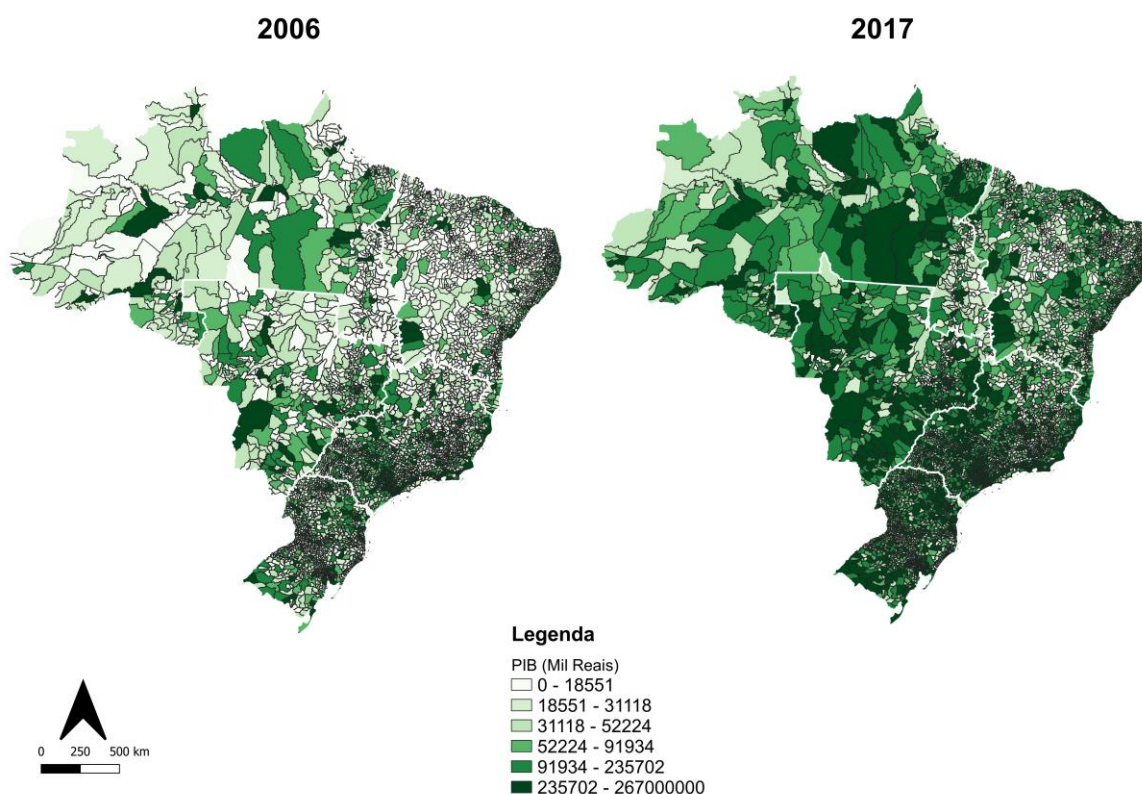 2006
2017
Legenda
PIB (Mil Reais)
0 - 18551
18551 - 31118
31118 - 52224
52224 - 91934
91934 - 235702
235702 - 267000000
0 250 500 km